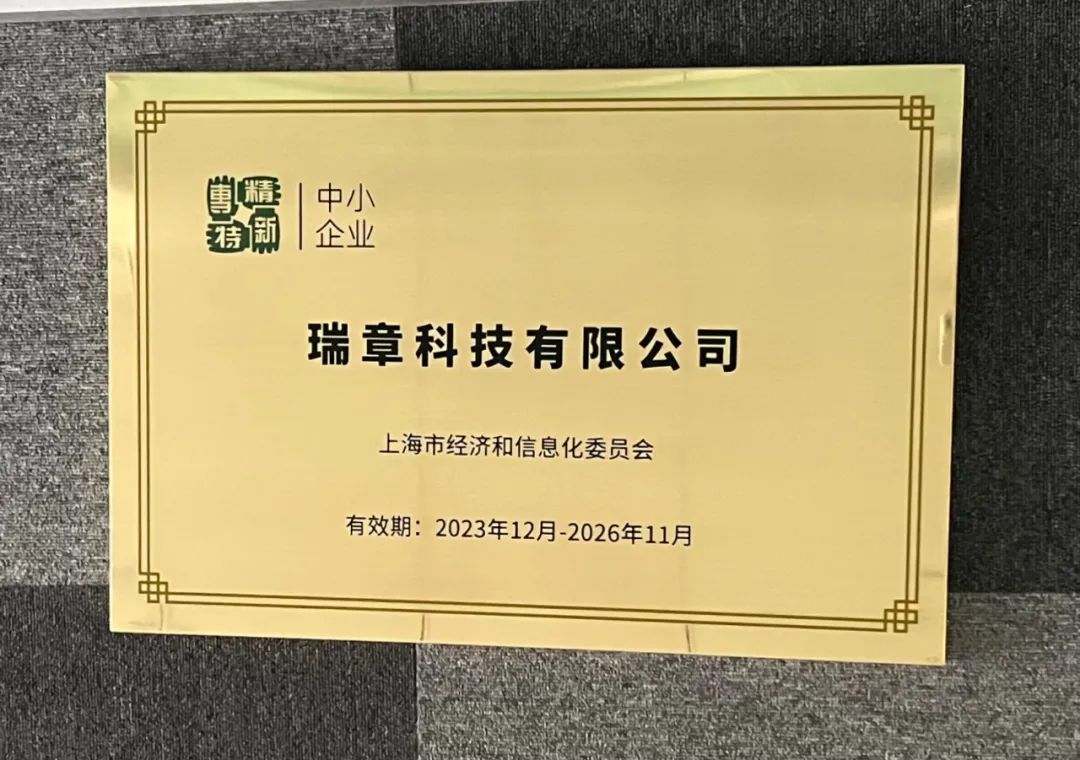 專精特新
中小
企业
瑞章科技有限公司
上海市经济和信息化委员会
有效期：2023年12月-2026年11月